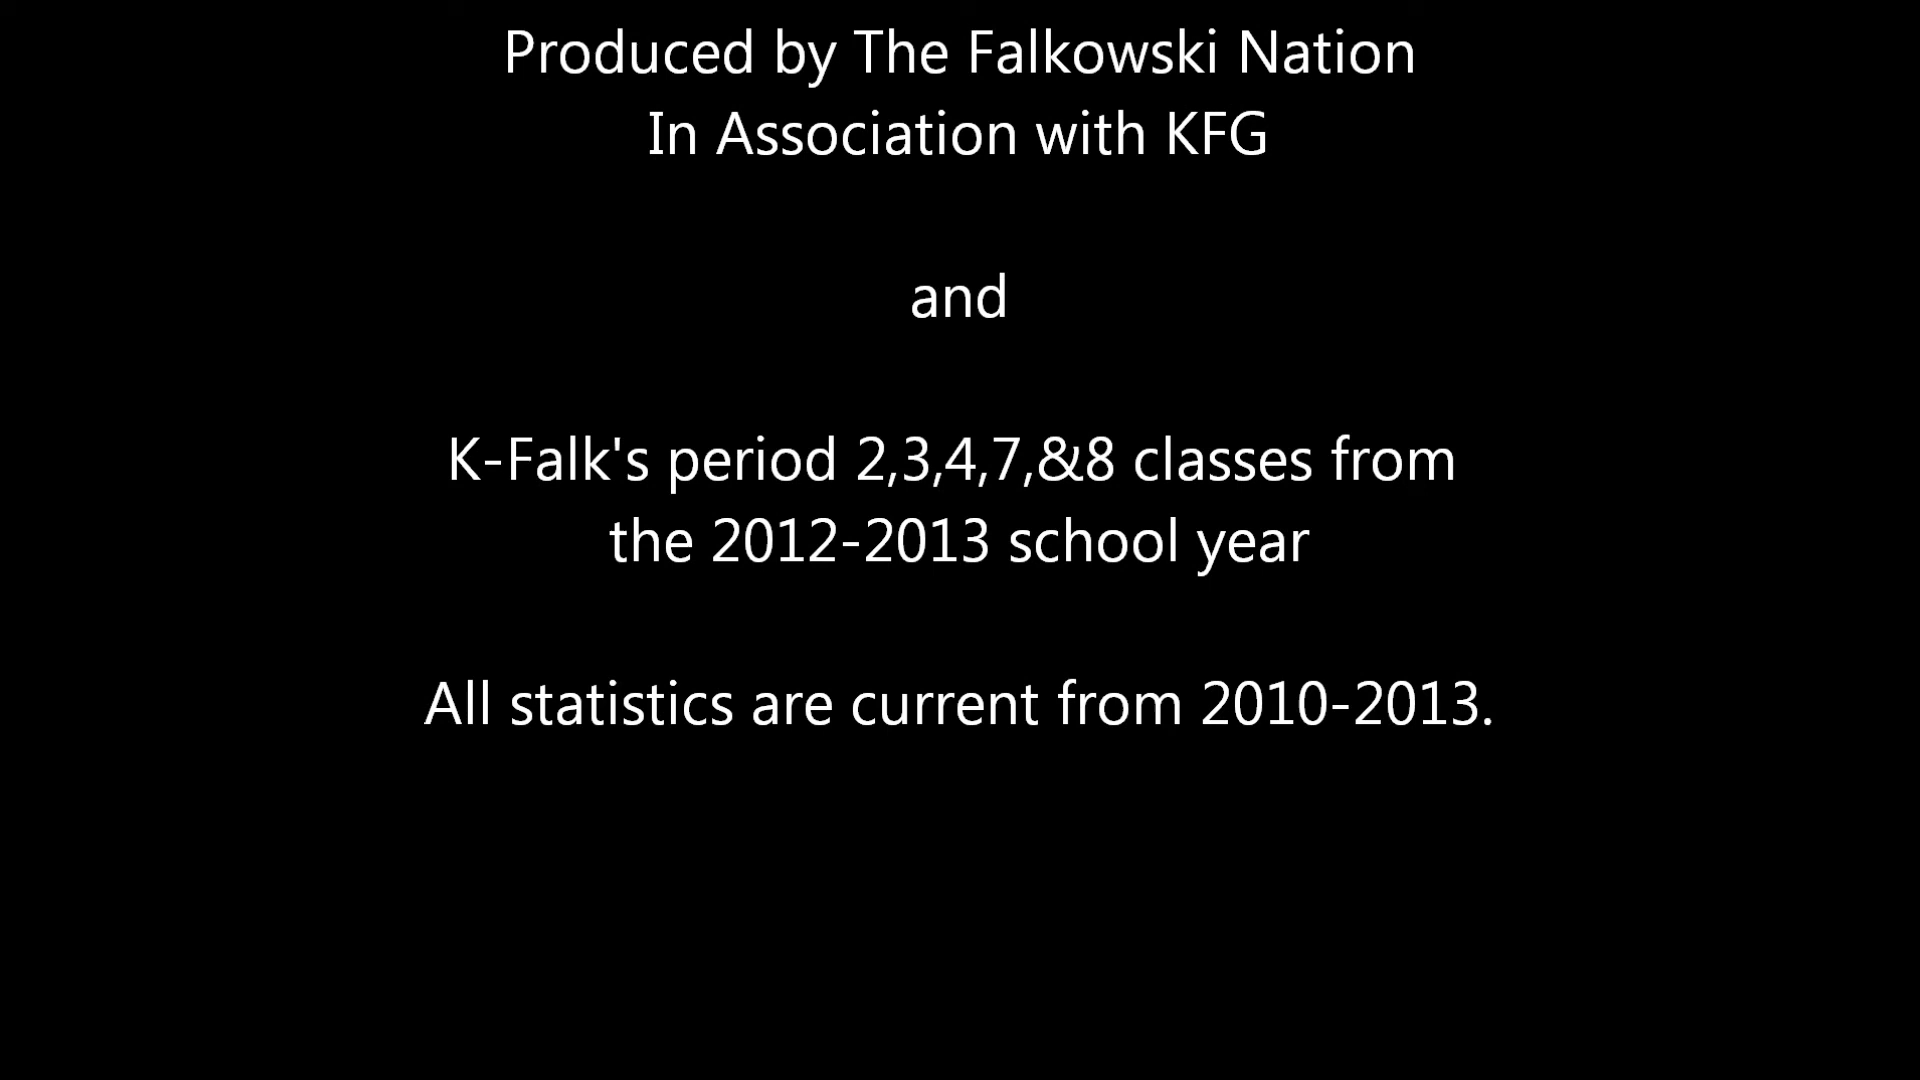 Produced by The Falkowski Nation
In Association with KFG
and
K-Falk's period 2,3,4,7,&8 classes from
the 2012-2013 school year
All statistics are current from 2010-2013.